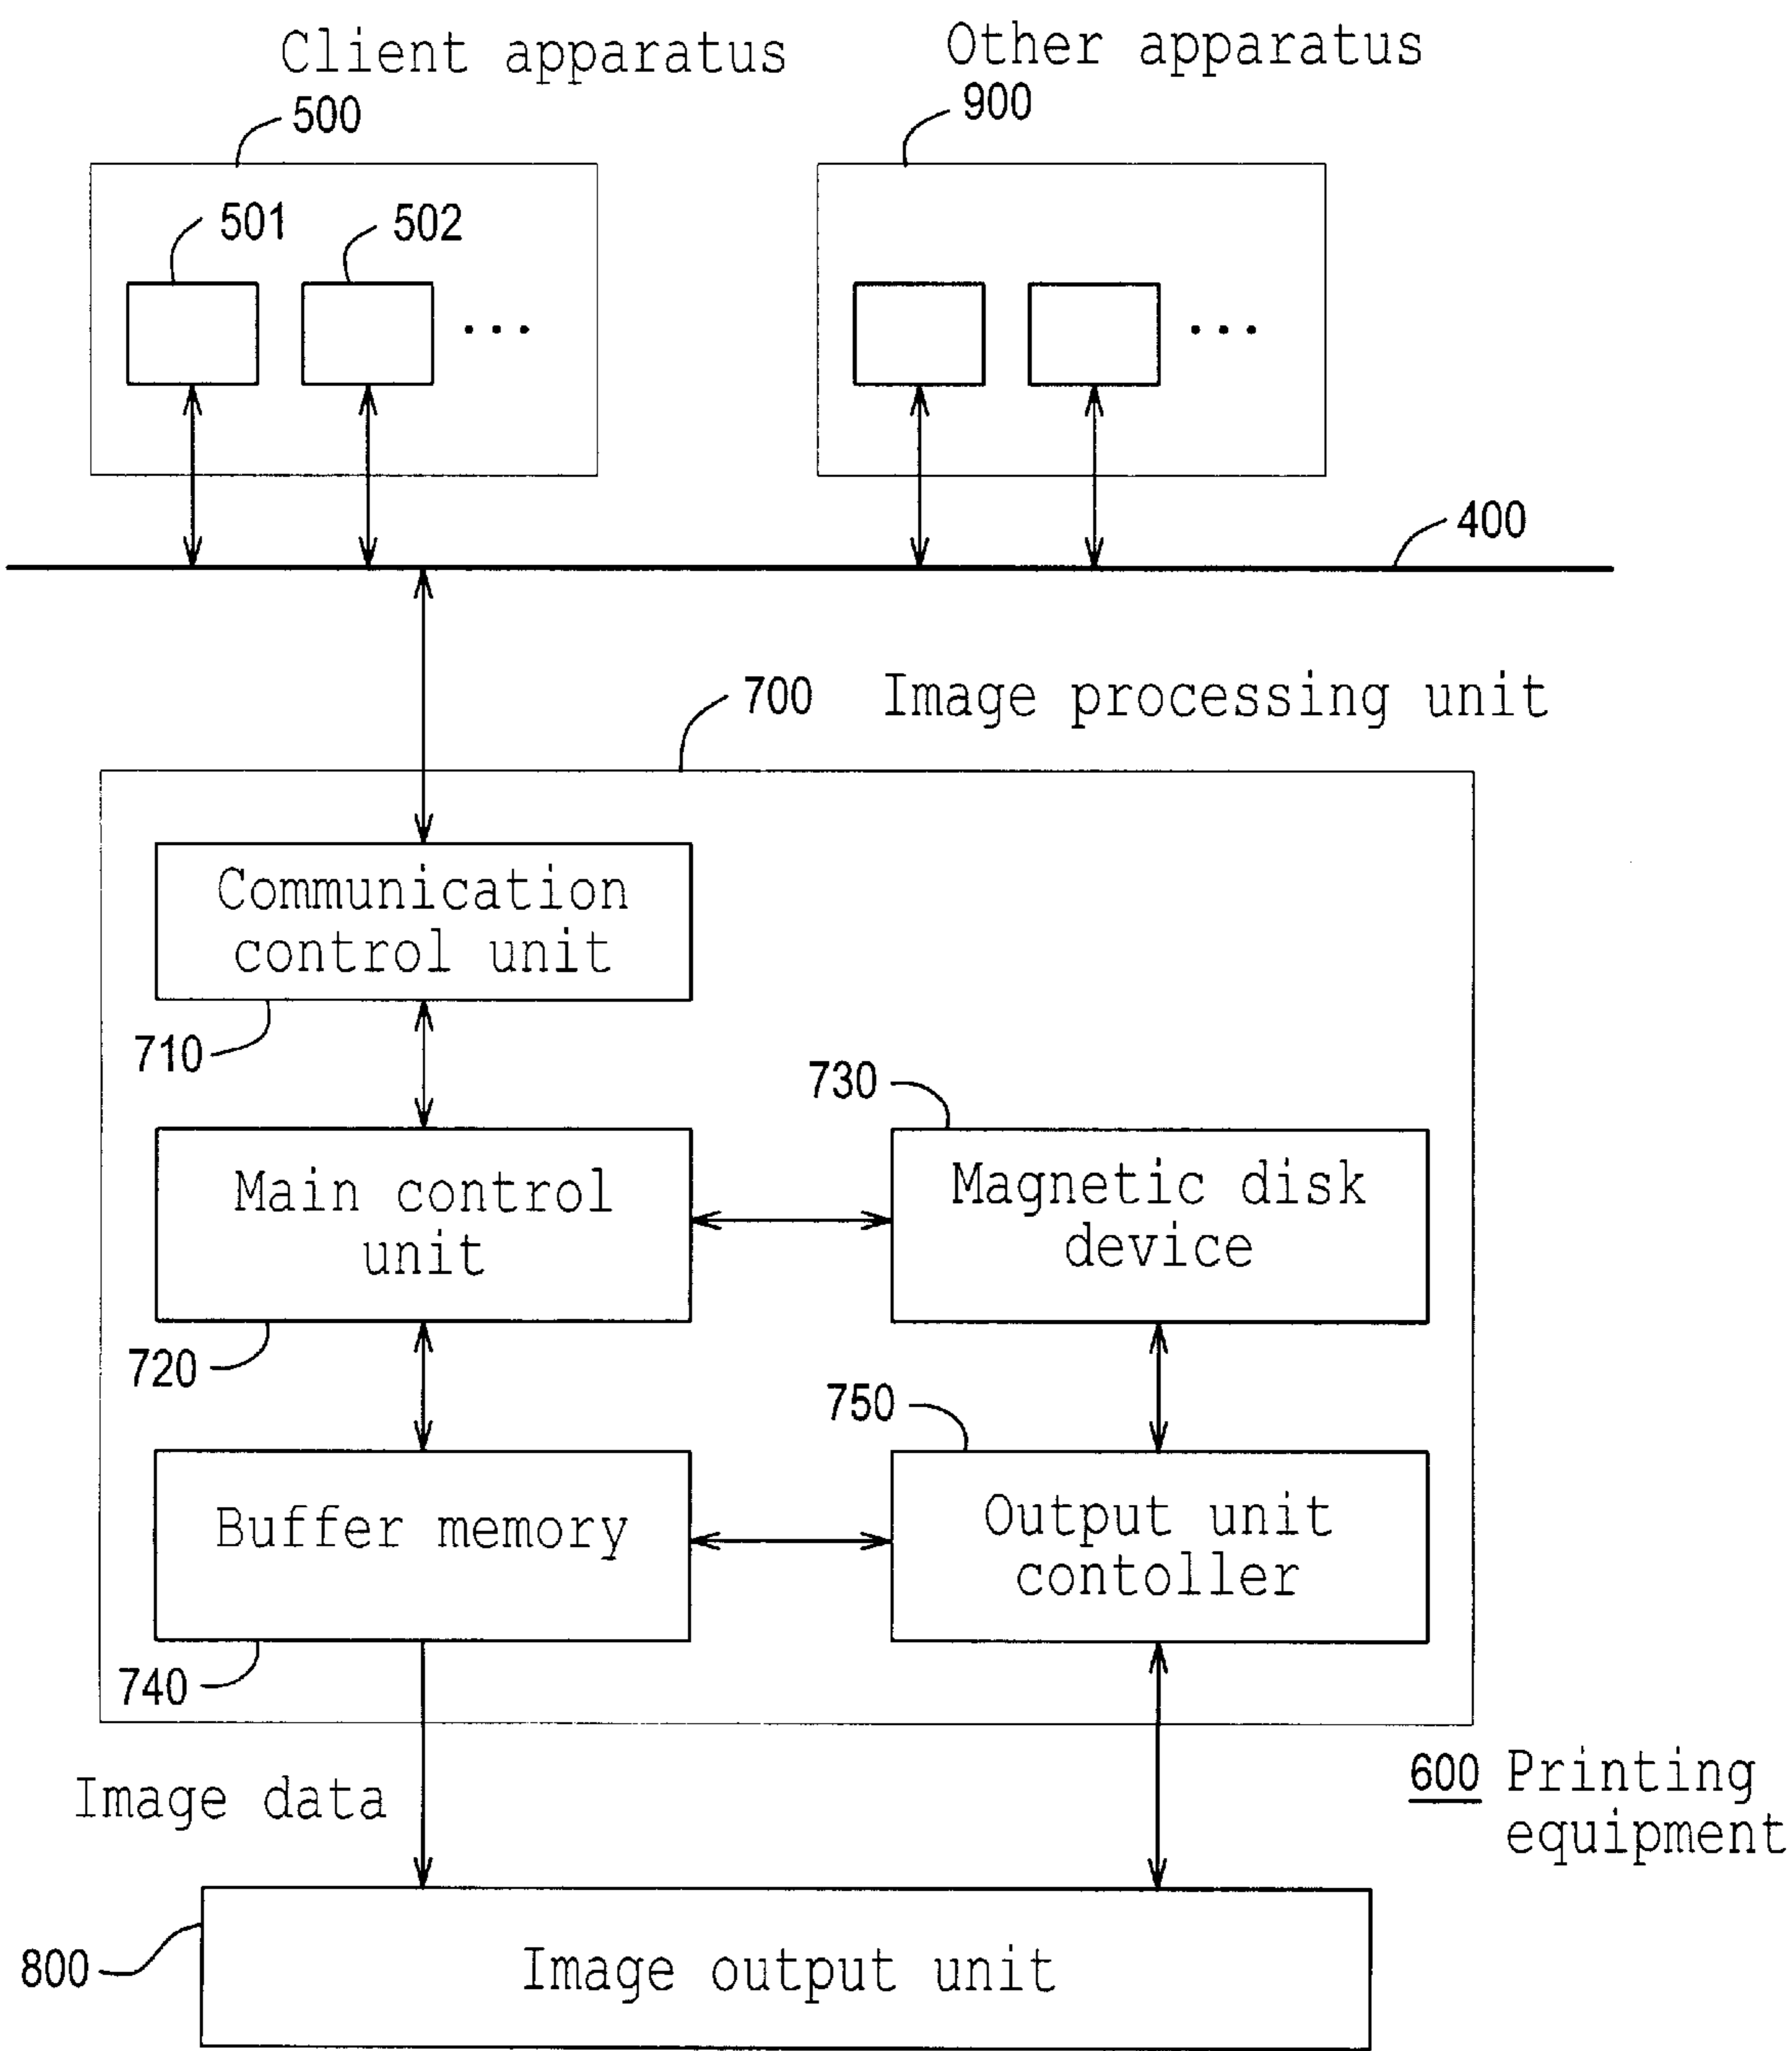 Client apparatus
500
Other apparatus
900
501
502
...
...
400
700 Image processing unit
Communication
control unit
710
730
Main control
unit
Magnetic disk
device
720
750
Buffer memory
Output unit
contoller
740
Image data
600 Printing
equipment
800
Image output unit